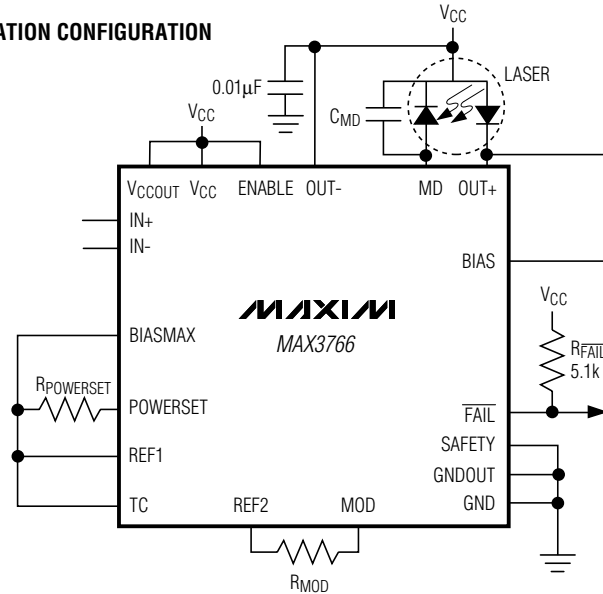 ATION CONFIGURATION
VCC
LASER
0.01µF
CMD
VCC
VCCOUT VCC ENABLE OUT- MD OUT+
IN+
IN-
BIAS
MAXIM
MAX3766
VCC
BIASMAX
RFAIL
5.1k
RPOWERSET
POWERSET
FAIL
SAFETY
REF1
GNDOUT
TC REF2 MOD GND
RMOD